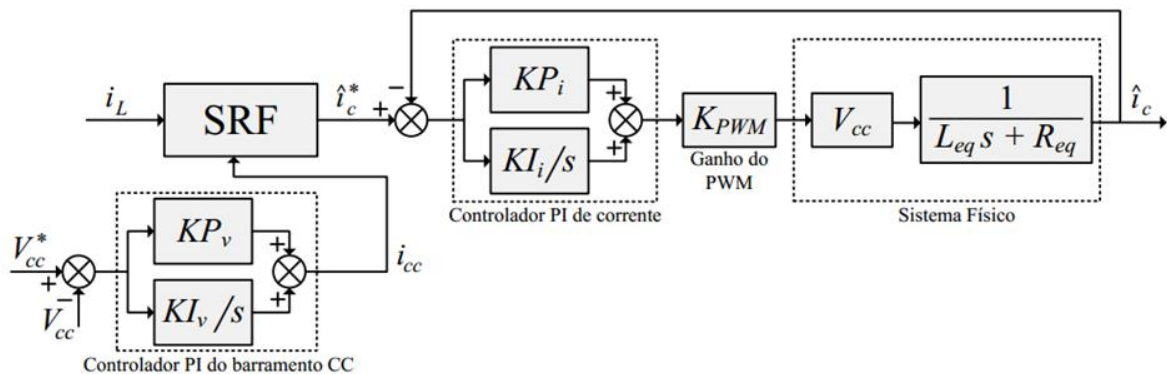 i_L
SRF
î_c^*
+
−
KP_i
KI_i/s
+
+
Controlador PI de corrente
K_PWM
Ganho do
PWM
V_cc
1
L_eq s + R_eq
Sistema Físico
î_c
V_cc^*
+
−
V_cc
KP_v
KI_v/s
+
+
i_cc
Controlador PI do barramento CC